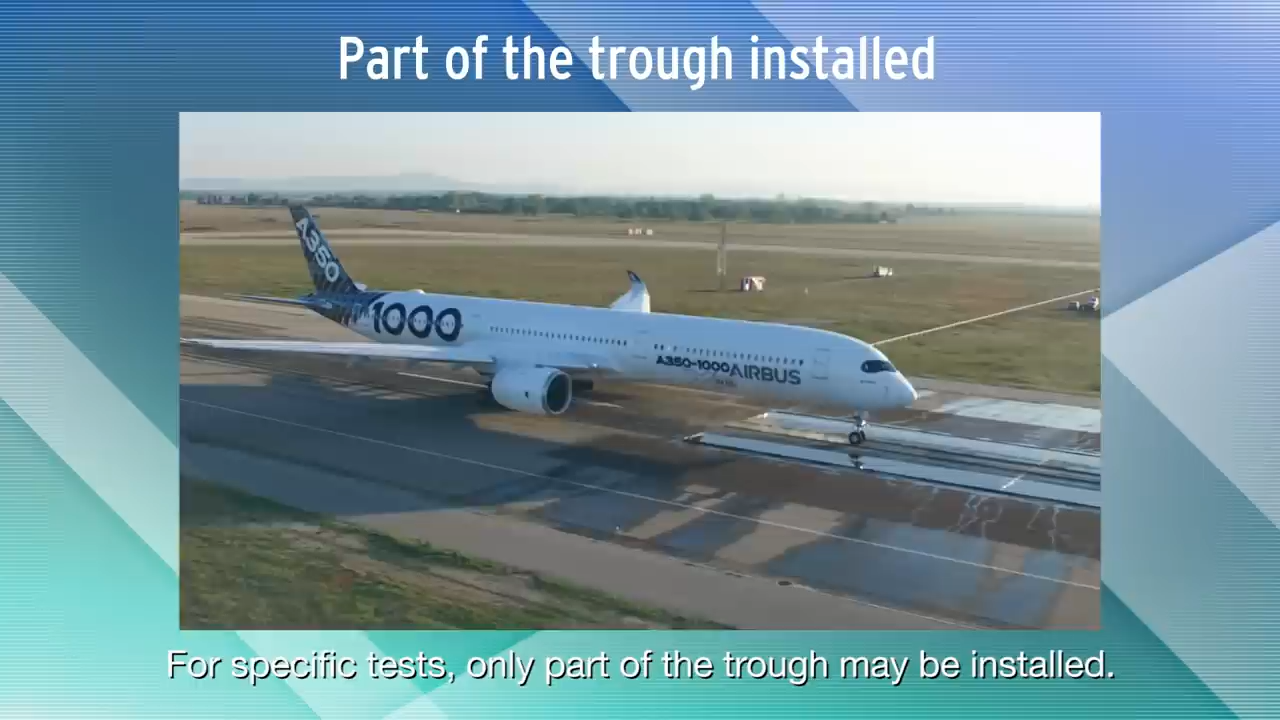 Part of the trough installed
A350
1000
A350-1000 AIRBUS
For specific tests, only part of the trough may be installed.